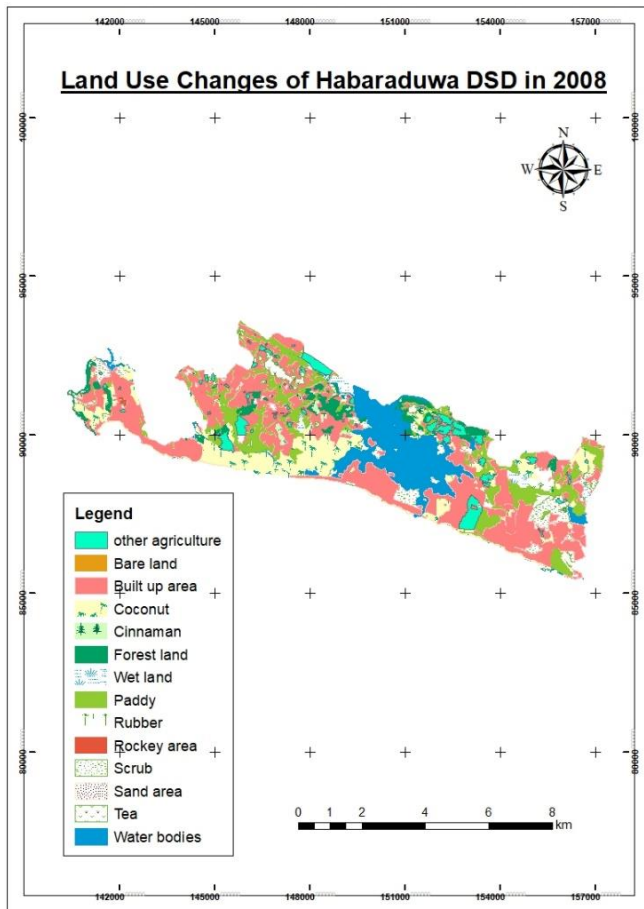 142000 145000 148000 151000 154000 157000
Land Use Changes of Habaraduwa DSD in 2008
100000 100000
N
W E
S
95000 95000
90000 90000
Legend
other agriculture
Bare land
Built up area
Coconut
Cinnaman
Forest land
Wet land
Paddy
Rubber
Rockey area
Scrub
Sand area
Tea
Water bodies
85000 85000
80000 80000
0 1 2 4 6 8
km
142000 145000 148000 151000 154000 157000